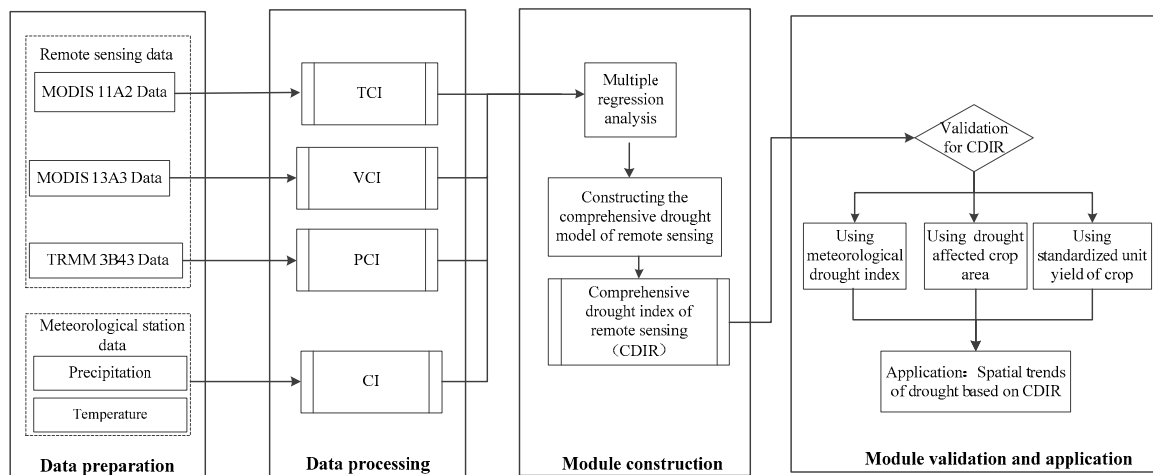 Remote sensing data
MODIS 11A2 Data
MODIS 13A3 Data
TRMM 3B43 Data
Meteorological station
data
Precipitation
Temperature
Data preparation
TCI
VCI
PCI
CI
Data processing
Multiple
regression
analysis
Constructing the
comprehensive drought
model of remote sensing
Comprehensive
drought index of
remote sensing
（CDIR）
Module construction
Validation
for CDIR
Using
meteorological
drought index
Using drought
affected crop
area
Using
standardized unit
yield of crop
Application：Spatial trends
of drought based on CDIR
Module validation and application